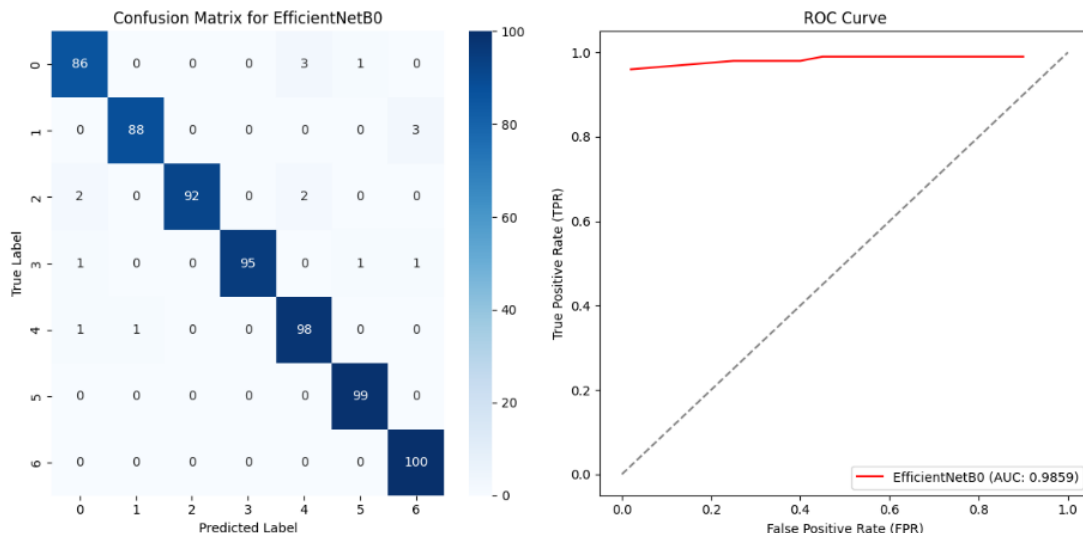 Confusion Matrix for EfficientNetB0
0 86 0 0 0 3 1 0
1 0 88 0 0 0 0 3
2 2 0 92 0 2 0 0
3 1 0 0 95 0 1 1
4 1 1 0 0 98 0 0
5 0 0 0 0 0 99 0
6 0 0 0 0 0 0 100
0 1 2 3 4 5 6
True Label
Predicted Label
100
80
60
40
20
0
ROC Curve
1.0
0.8
0.6
0.4
0.2
0.0
True Positive Rate (TPR)
EfficientNetB0 (AUC: 0.9859)
0.0 0.2 0.4 0.6 0.8 1.0
False Positive Rate (FPR)